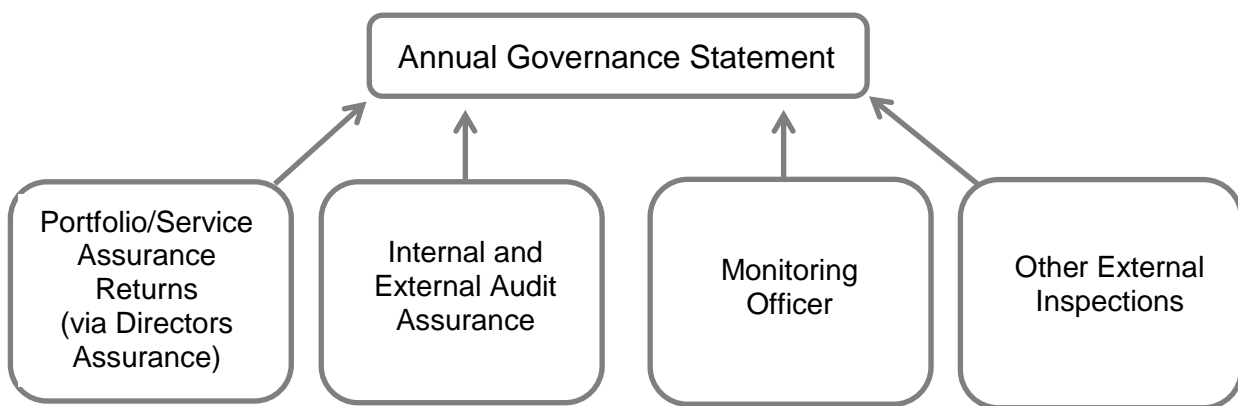 Annual Governance Statement
Portfolio/Service
Assurance
Returns
(via Directors
Assurance)
Internal and
External Audit
Assurance
Monitoring
Officer
Other External
Inspections